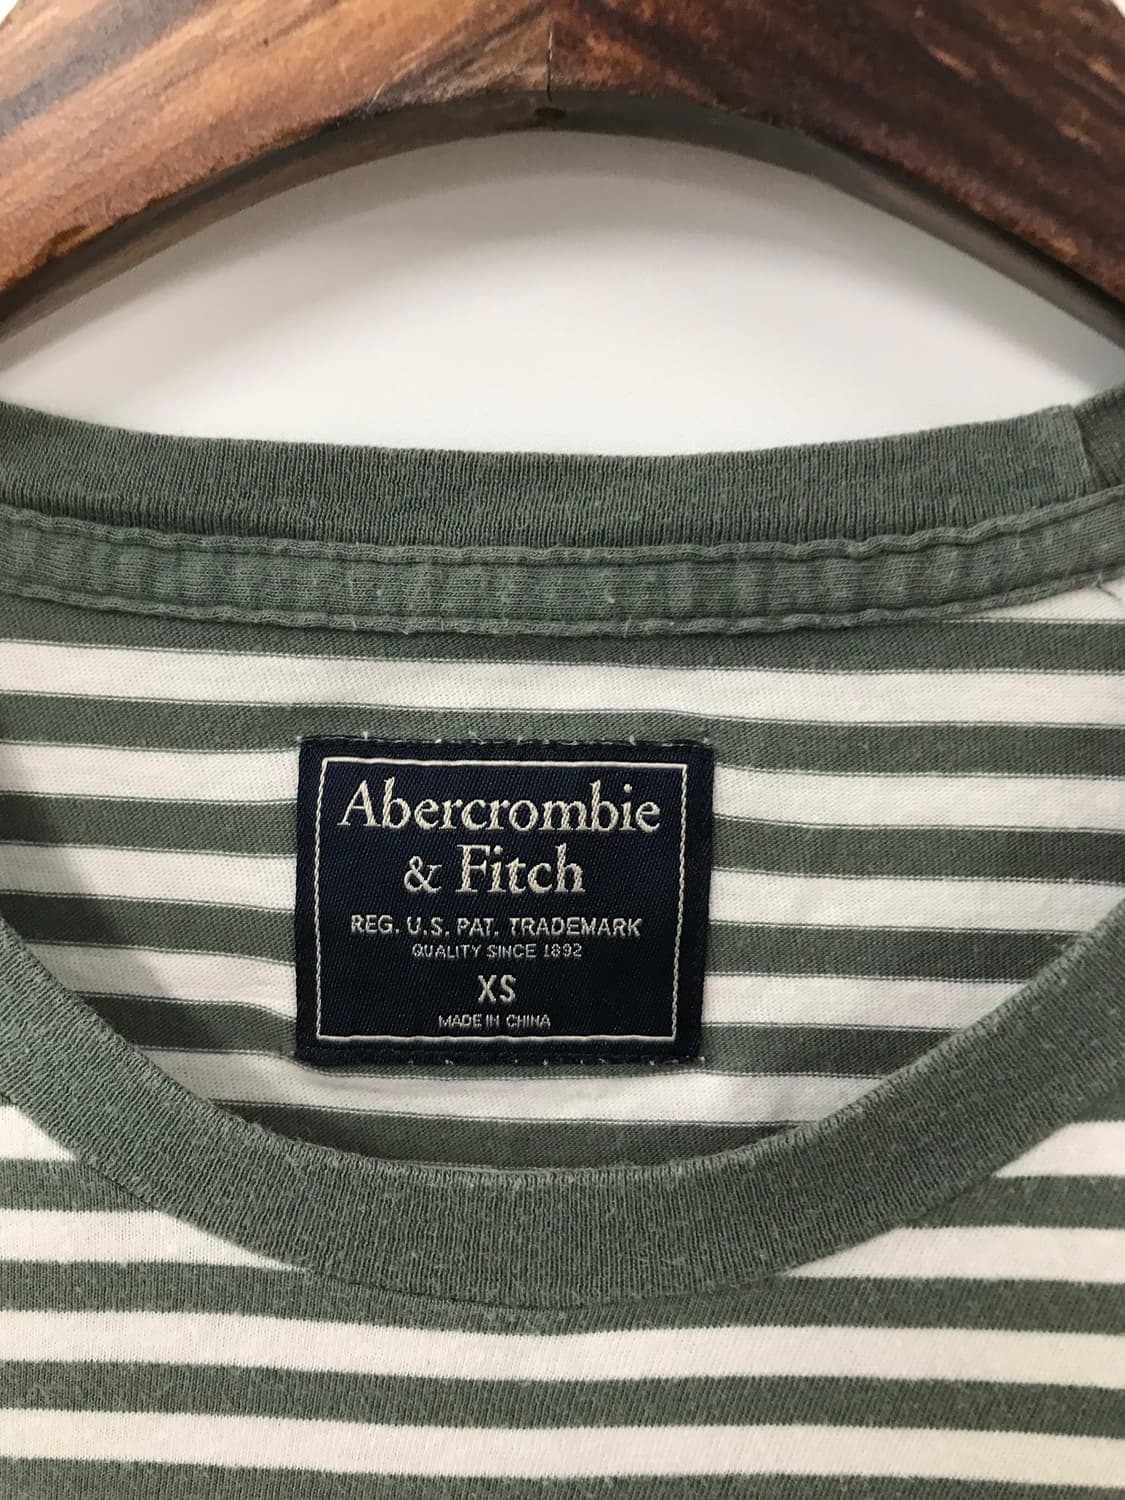 Abercrombie
& Fitch
REG. U.S. PAT. TRADEMARK
QUALITY SINCE 1892
XS
MADE IN CHINA